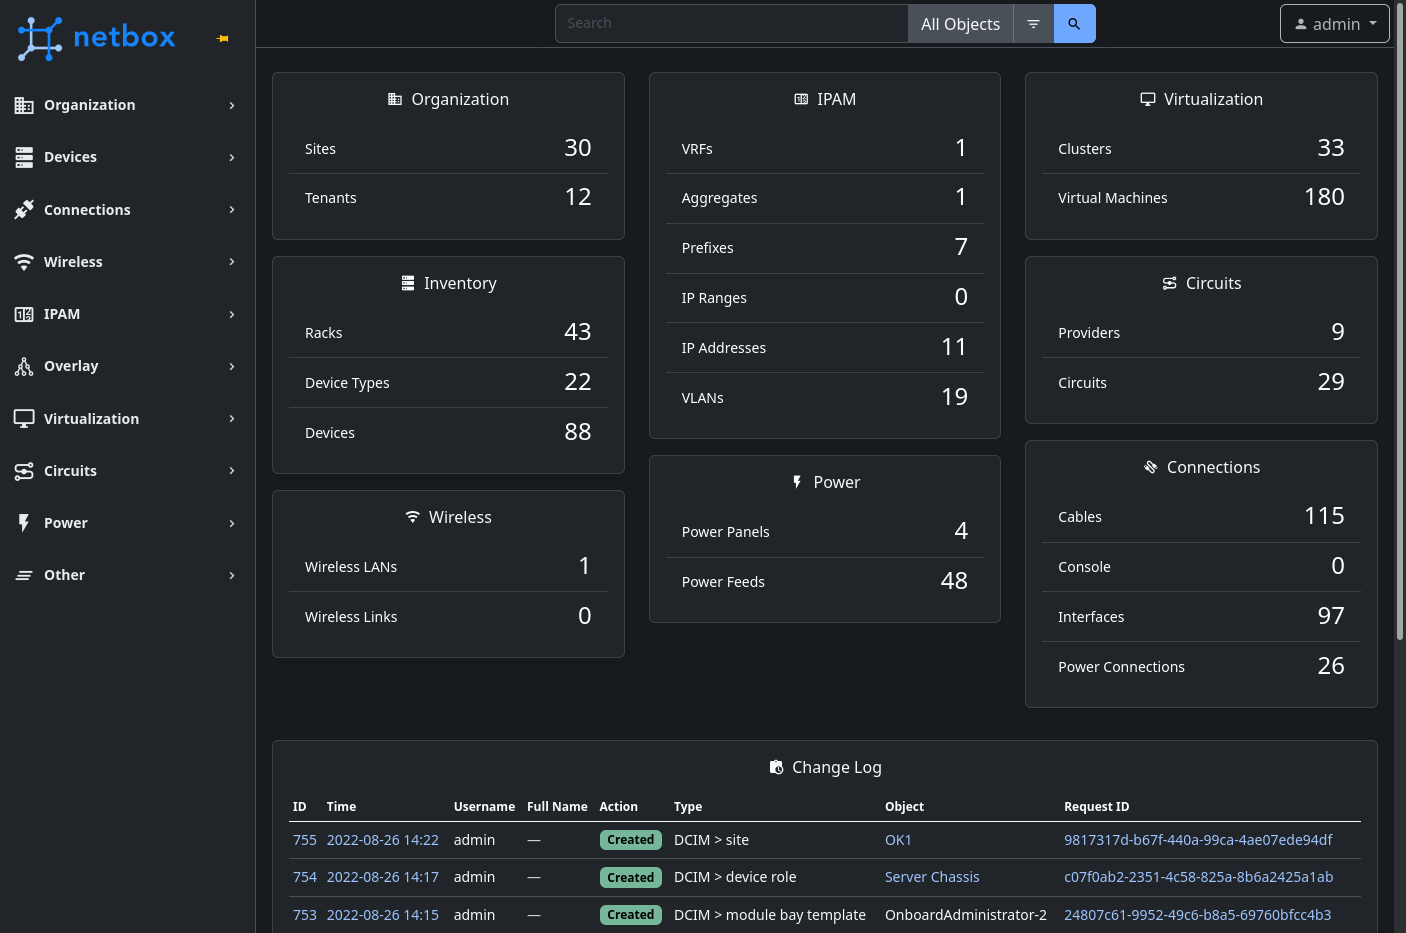 netbox
Search
All Objects
admin
Organization
Devices
Connections
Wireless
IPAM
Overlay
Virtualization
Circuits
Power
Other
Organization
Sites 30
Tenants 12
Inventory
Racks 43
Device Types 22
Devices 88
Wireless
Wireless LANs 1
Wireless Links 0
IPAM
VRFs 1
Aggregates 1
Prefixes 7
IP Ranges 0
IP Addresses 11
VLANs 19
Power
Power Panels 4
Power Feeds 48
Virtualization
Clusters 33
Virtual Machines 180
Circuits
Providers 9
Circuits 29
Connections
Cables 115
Console 0
Interfaces 97
Power Connections 26
Change Log
ID Time Username Full Name Action Type Object Request ID
755 2022-08-26 14:22 admin — Created DCIM > site OK1 9817317d-b67f-440a-99ca-4ae07ede94df
754 2022-08-26 14:17 admin — Created DCIM > device role Server Chassis c07f0ab2-2351-4c58-825a-8b6a2425a1ab
753 2022-08-26 14:15 admin — Created DCIM > module bay template OnboardAdministrator-2 24807c61-9952-49c6-b8a5-69760bfcc4b3